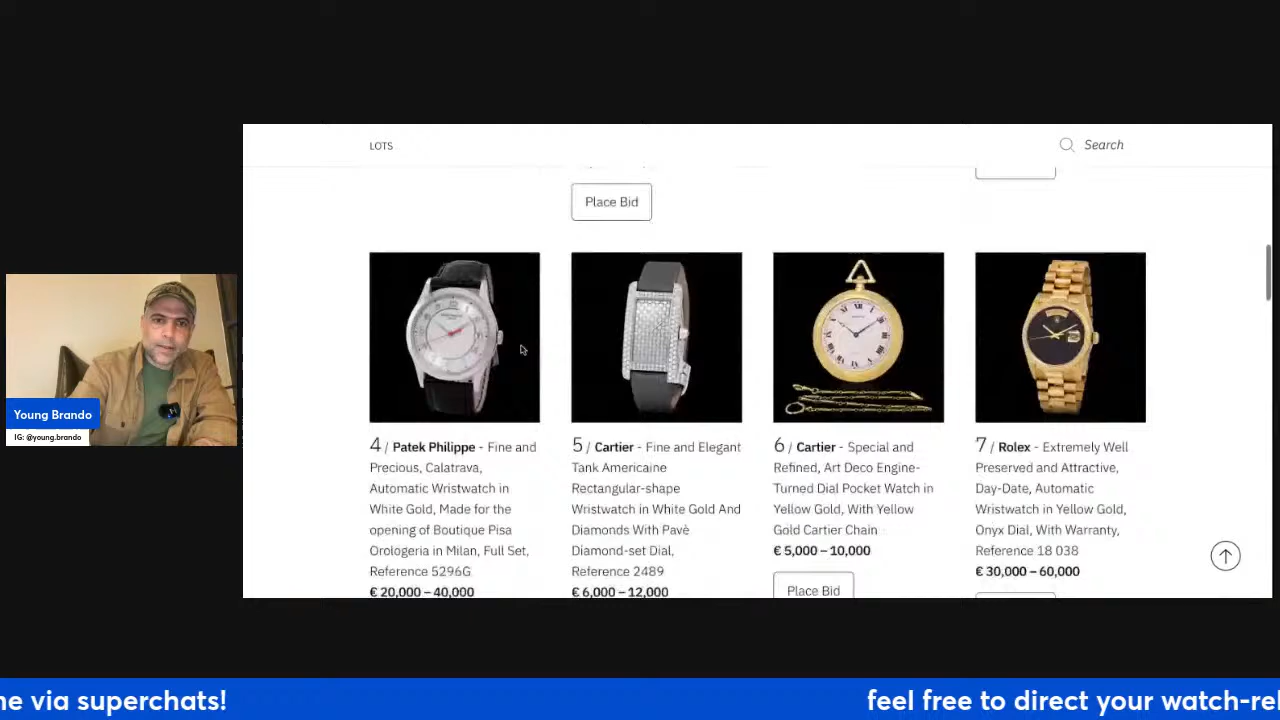 LOTS
Search
Place Bid
4 / Patek Philippe - Fine and
Precious, Calatrava,
Automatic Wristwatch in
White Gold, Made for the
opening of Boutique Pisa
Orologeria in Milan, Full Set,
Reference 5296G
€ 20,000 – 40,000
5 / Cartier - Fine and Elegant
Tank Americaine
Rectangular-shape
Wristwatch in White Gold And
Diamonds With Pavè
Diamond-set Dial,
Reference 2489
€ 6,000 – 12,000
6 / Cartier - Special and
Refined, Art Deco Engine-
Turned Dial Pocket Watch in
Yellow Gold, With Yellow
Gold Cartier Chain
€ 5,000 – 10,000
Place Bid
7 / Rolex - Extremely Well
Preserved and Attractive,
Day-Date, Automatic
Wristwatch in Yellow Gold,
Onyx Dial, With Warranty,
Reference 18 038
€ 30,000 – 60,000
Young Brando
IG: @young.brando
ne via superchats!
feel free to direct your watch-rel